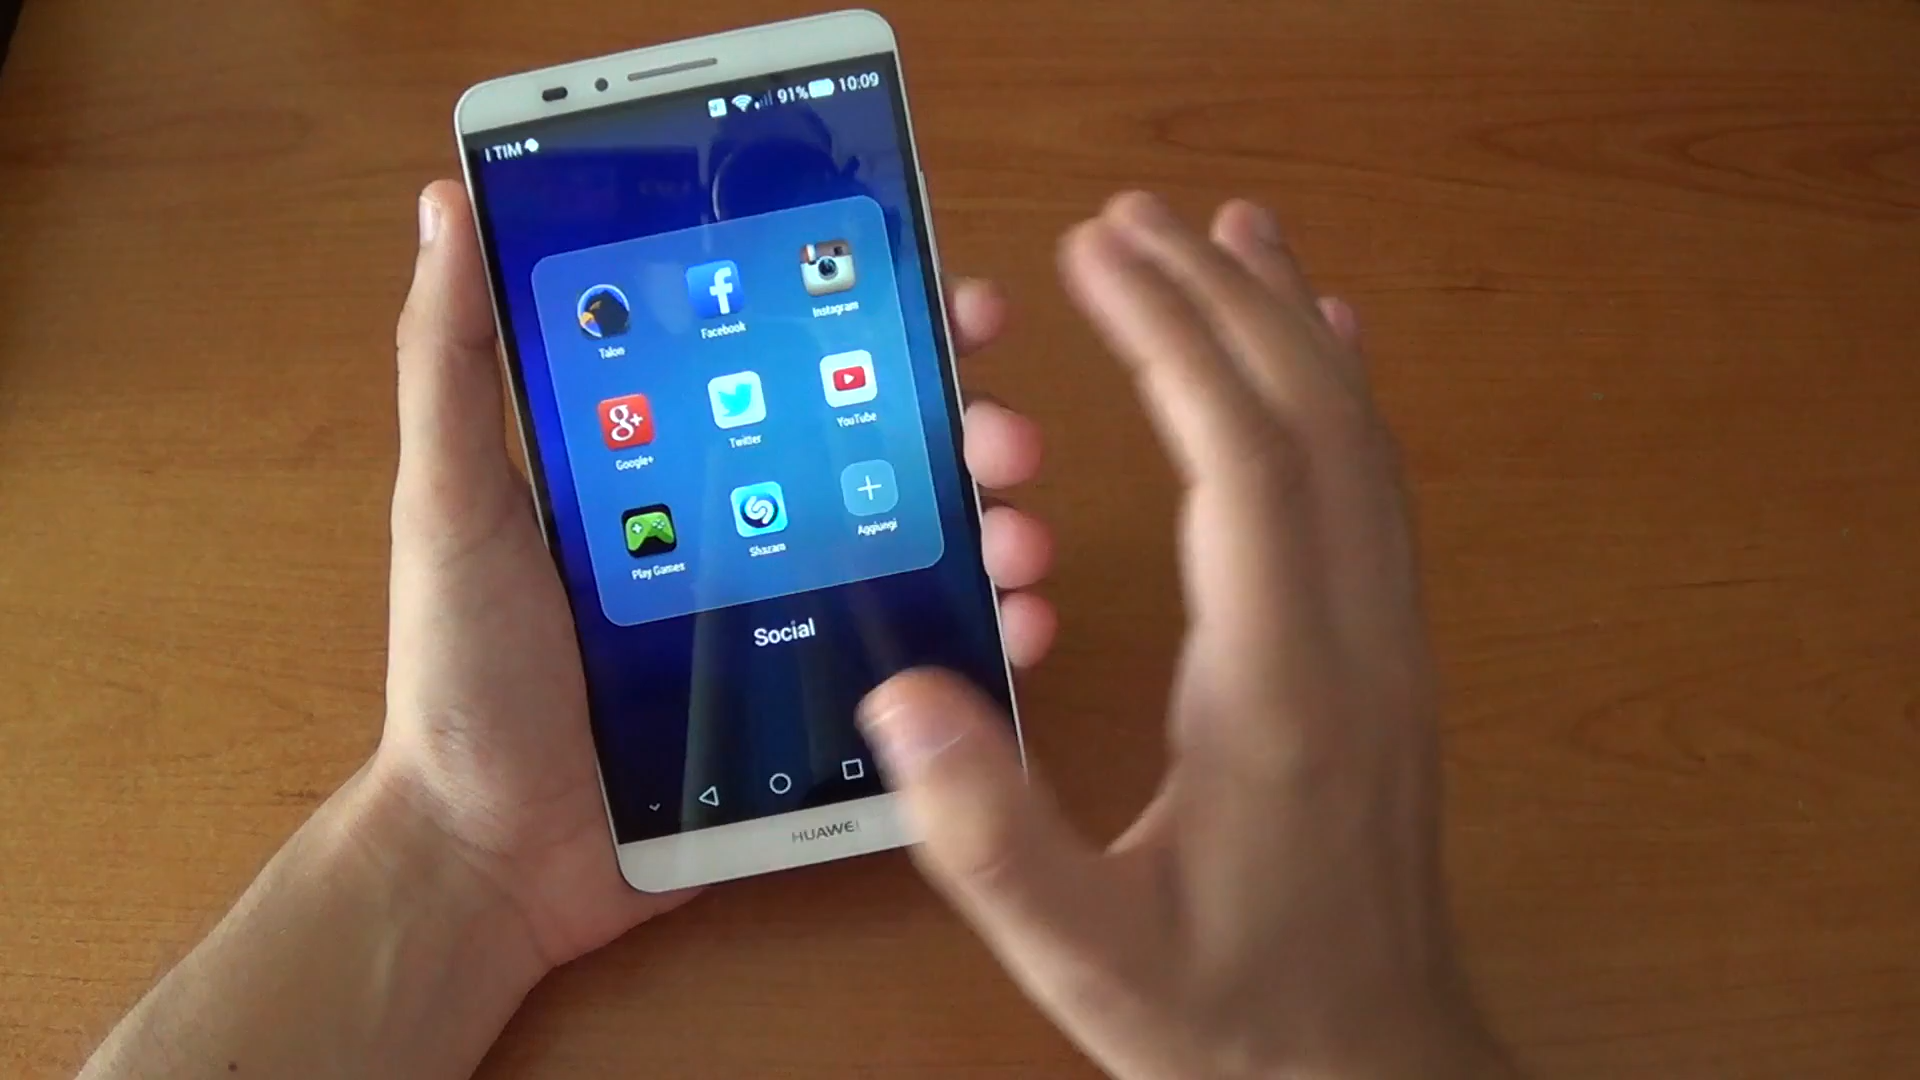 91% 10:09
I TIM
Talon Facebook Instagram
Google+ Twitter YouTube
Play Games Shazam Aggiungi
Social
HUAWEI